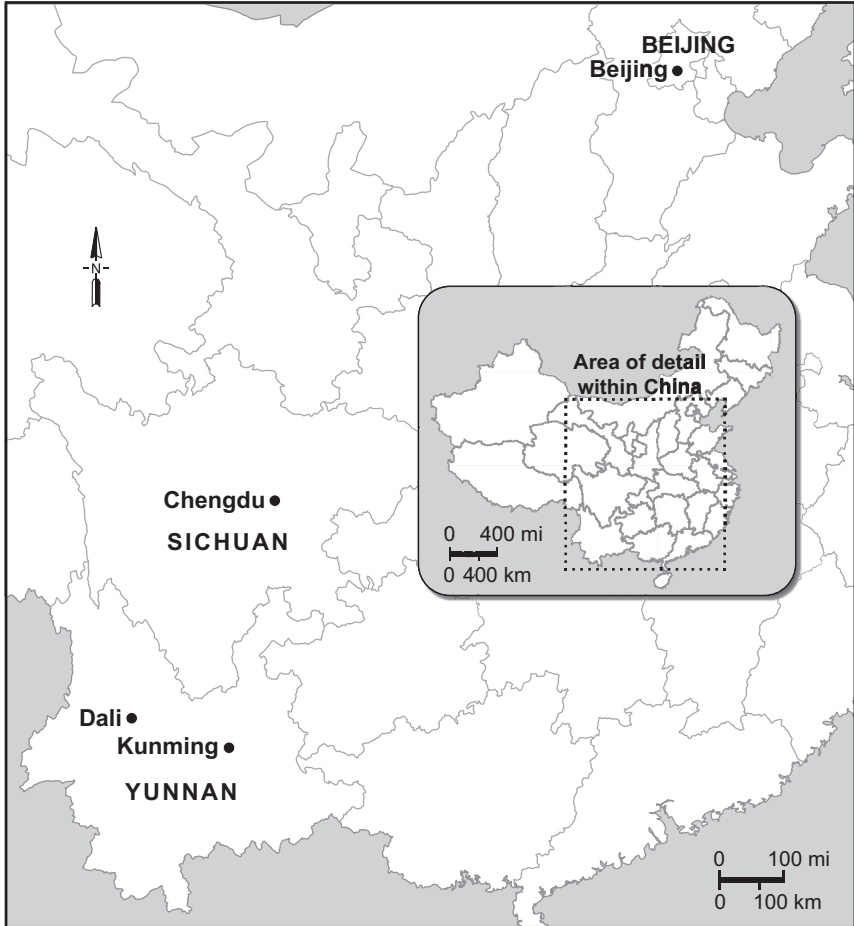 BEIJING
Beijing
N
Area of detail
within China
Chengdu
SICHUAN
0 400 mi
0 400 km
Dali
Kunming
YUNNAN
0 100 mi
0 100 km